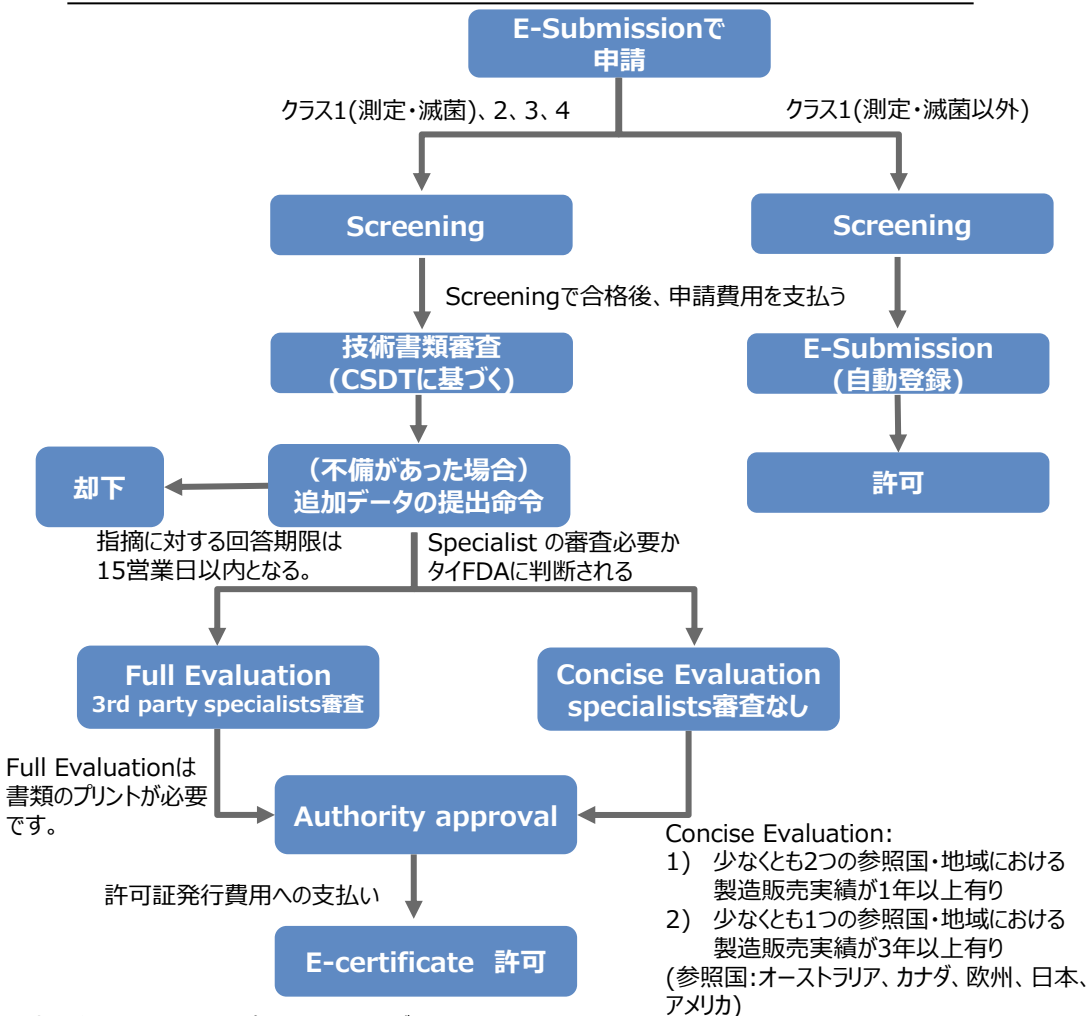 E-Submissionで
申請
クラス1(測定・滅菌)、2、3、4
クラス1(測定・滅菌以外)
Screening
Screening
Screeningで合格後、申請費用を支払う
技術書類審査
(CSDTに基づく)
E-Submission
(自動登録)
却下
（不備があった場合）
追加データの提出命令
許可
指摘に対する回答期限は
15営業日以内となる。
Specialist の審査必要か
タイFDAに判断される
Full Evaluation
3rd party specialists審査
Concise Evaluation
specialists審査なし
Full Evaluationは
書類のプリントが必要
です。
Authority approval
許可証発行費用への支払い
E-certificate 許可
Concise Evaluation:
1) 少なくとも2つの参照国・地域における
製造販売実績が1年以上有り
2) 少なくとも1つの参照国・地域における
製造販売実績が3年以上有り
(参照国:オーストラリア、カナダ、欧州、日本、
アメリカ)